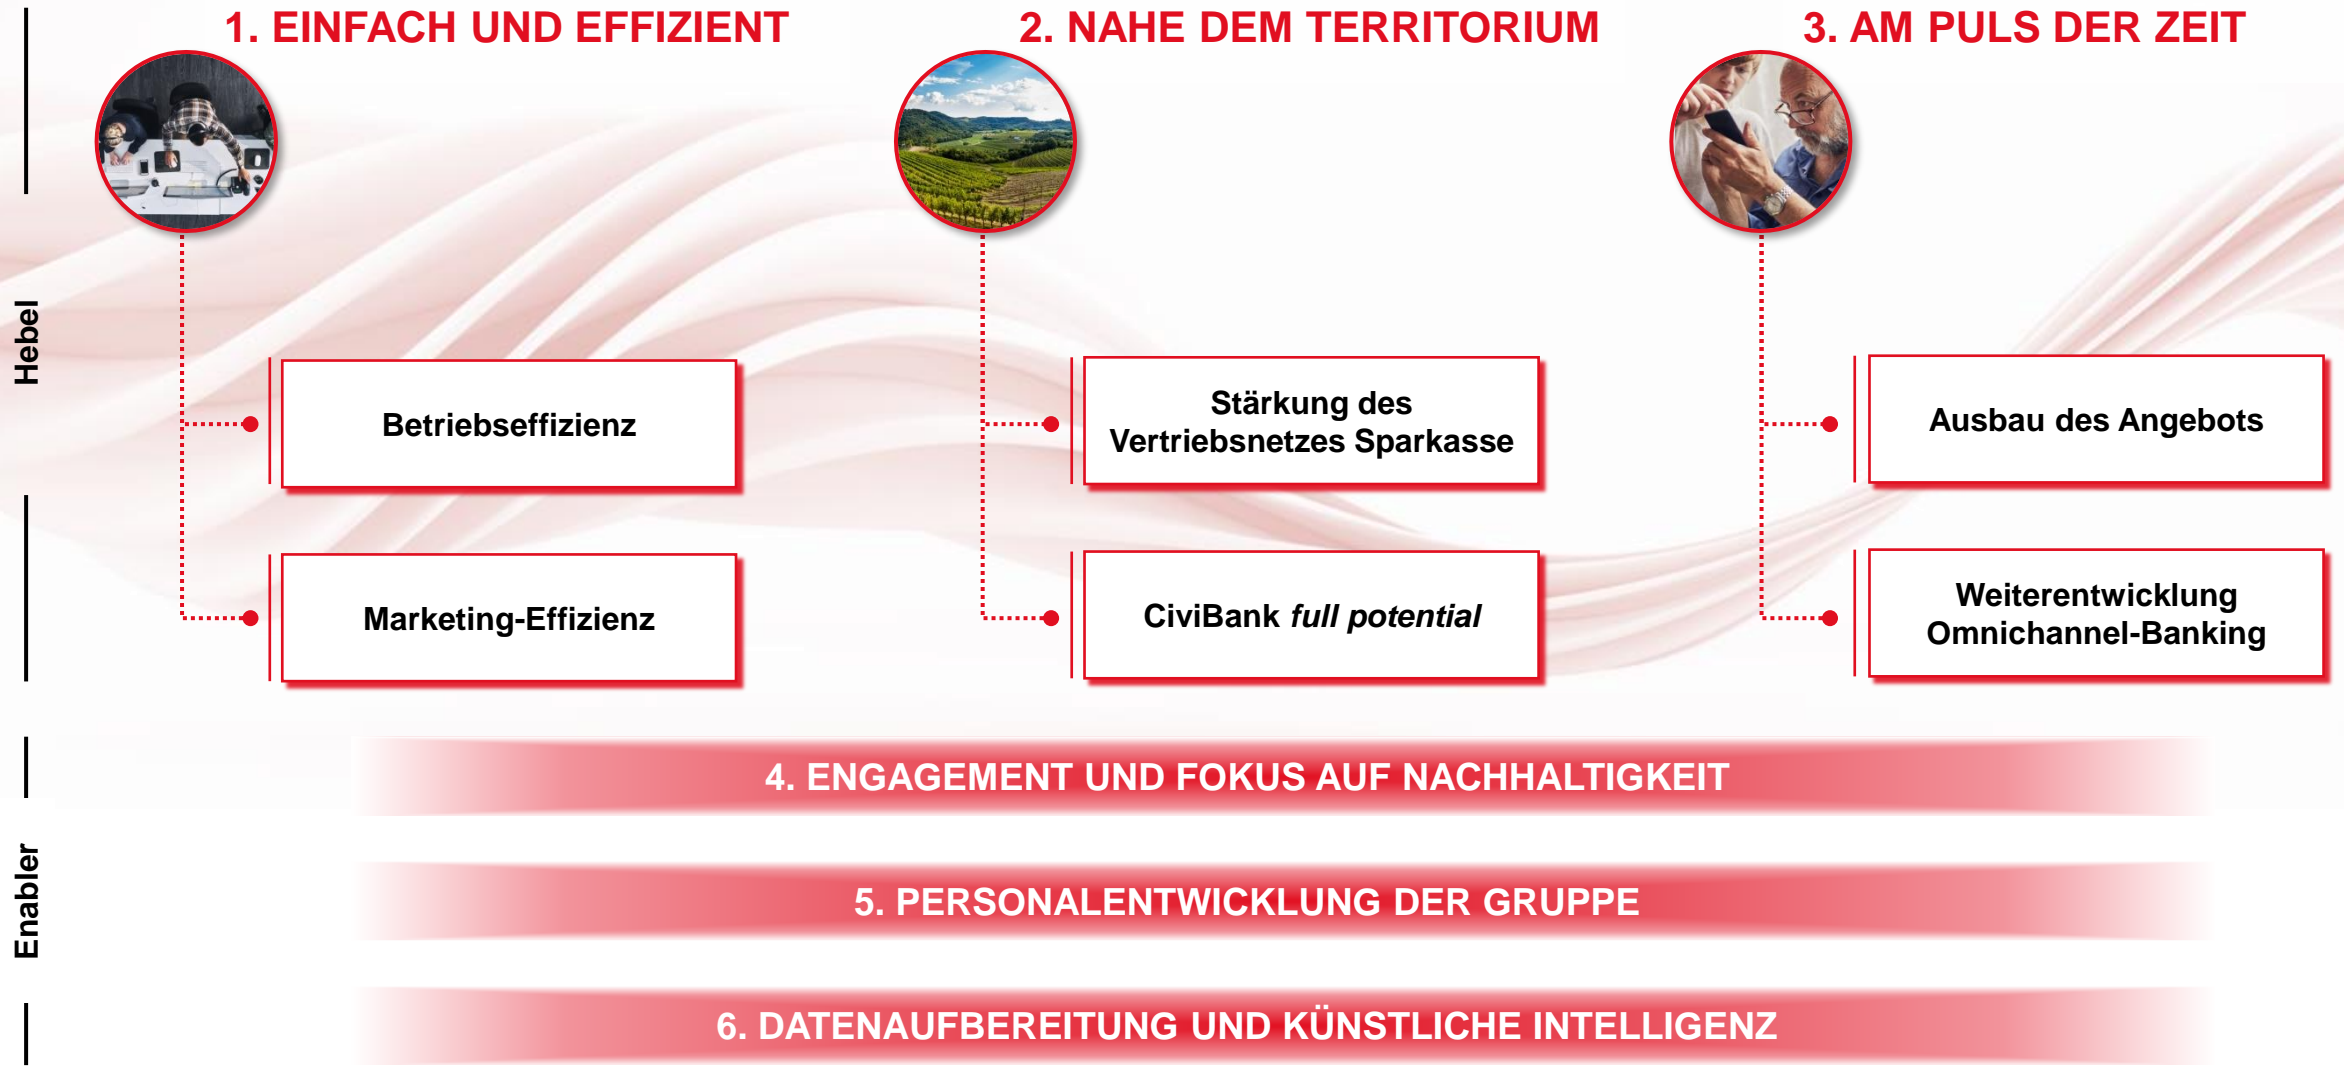 1. EINFACH UND EFFIZIENT
2. NAHE DEM TERRITORIUM
3. AM PULS DER ZEIT
Hebel
Betriebseffizienz
Stärkung des
Vertriebsnetzes Sparkasse
Ausbau des Angebots
Marketing-Effizienz
CiviBank full potential
Weiterentwicklung
Omnichannel-Banking
Enabler
4. ENGAGEMENT UND FOKUS AUF NACHHALTIGKEIT
5. PERSONALENTWICKLUNG DER GRUPPE
6. DATENAUFBEREITUNG UND KÜNSTLICHE INTELLIGENZ